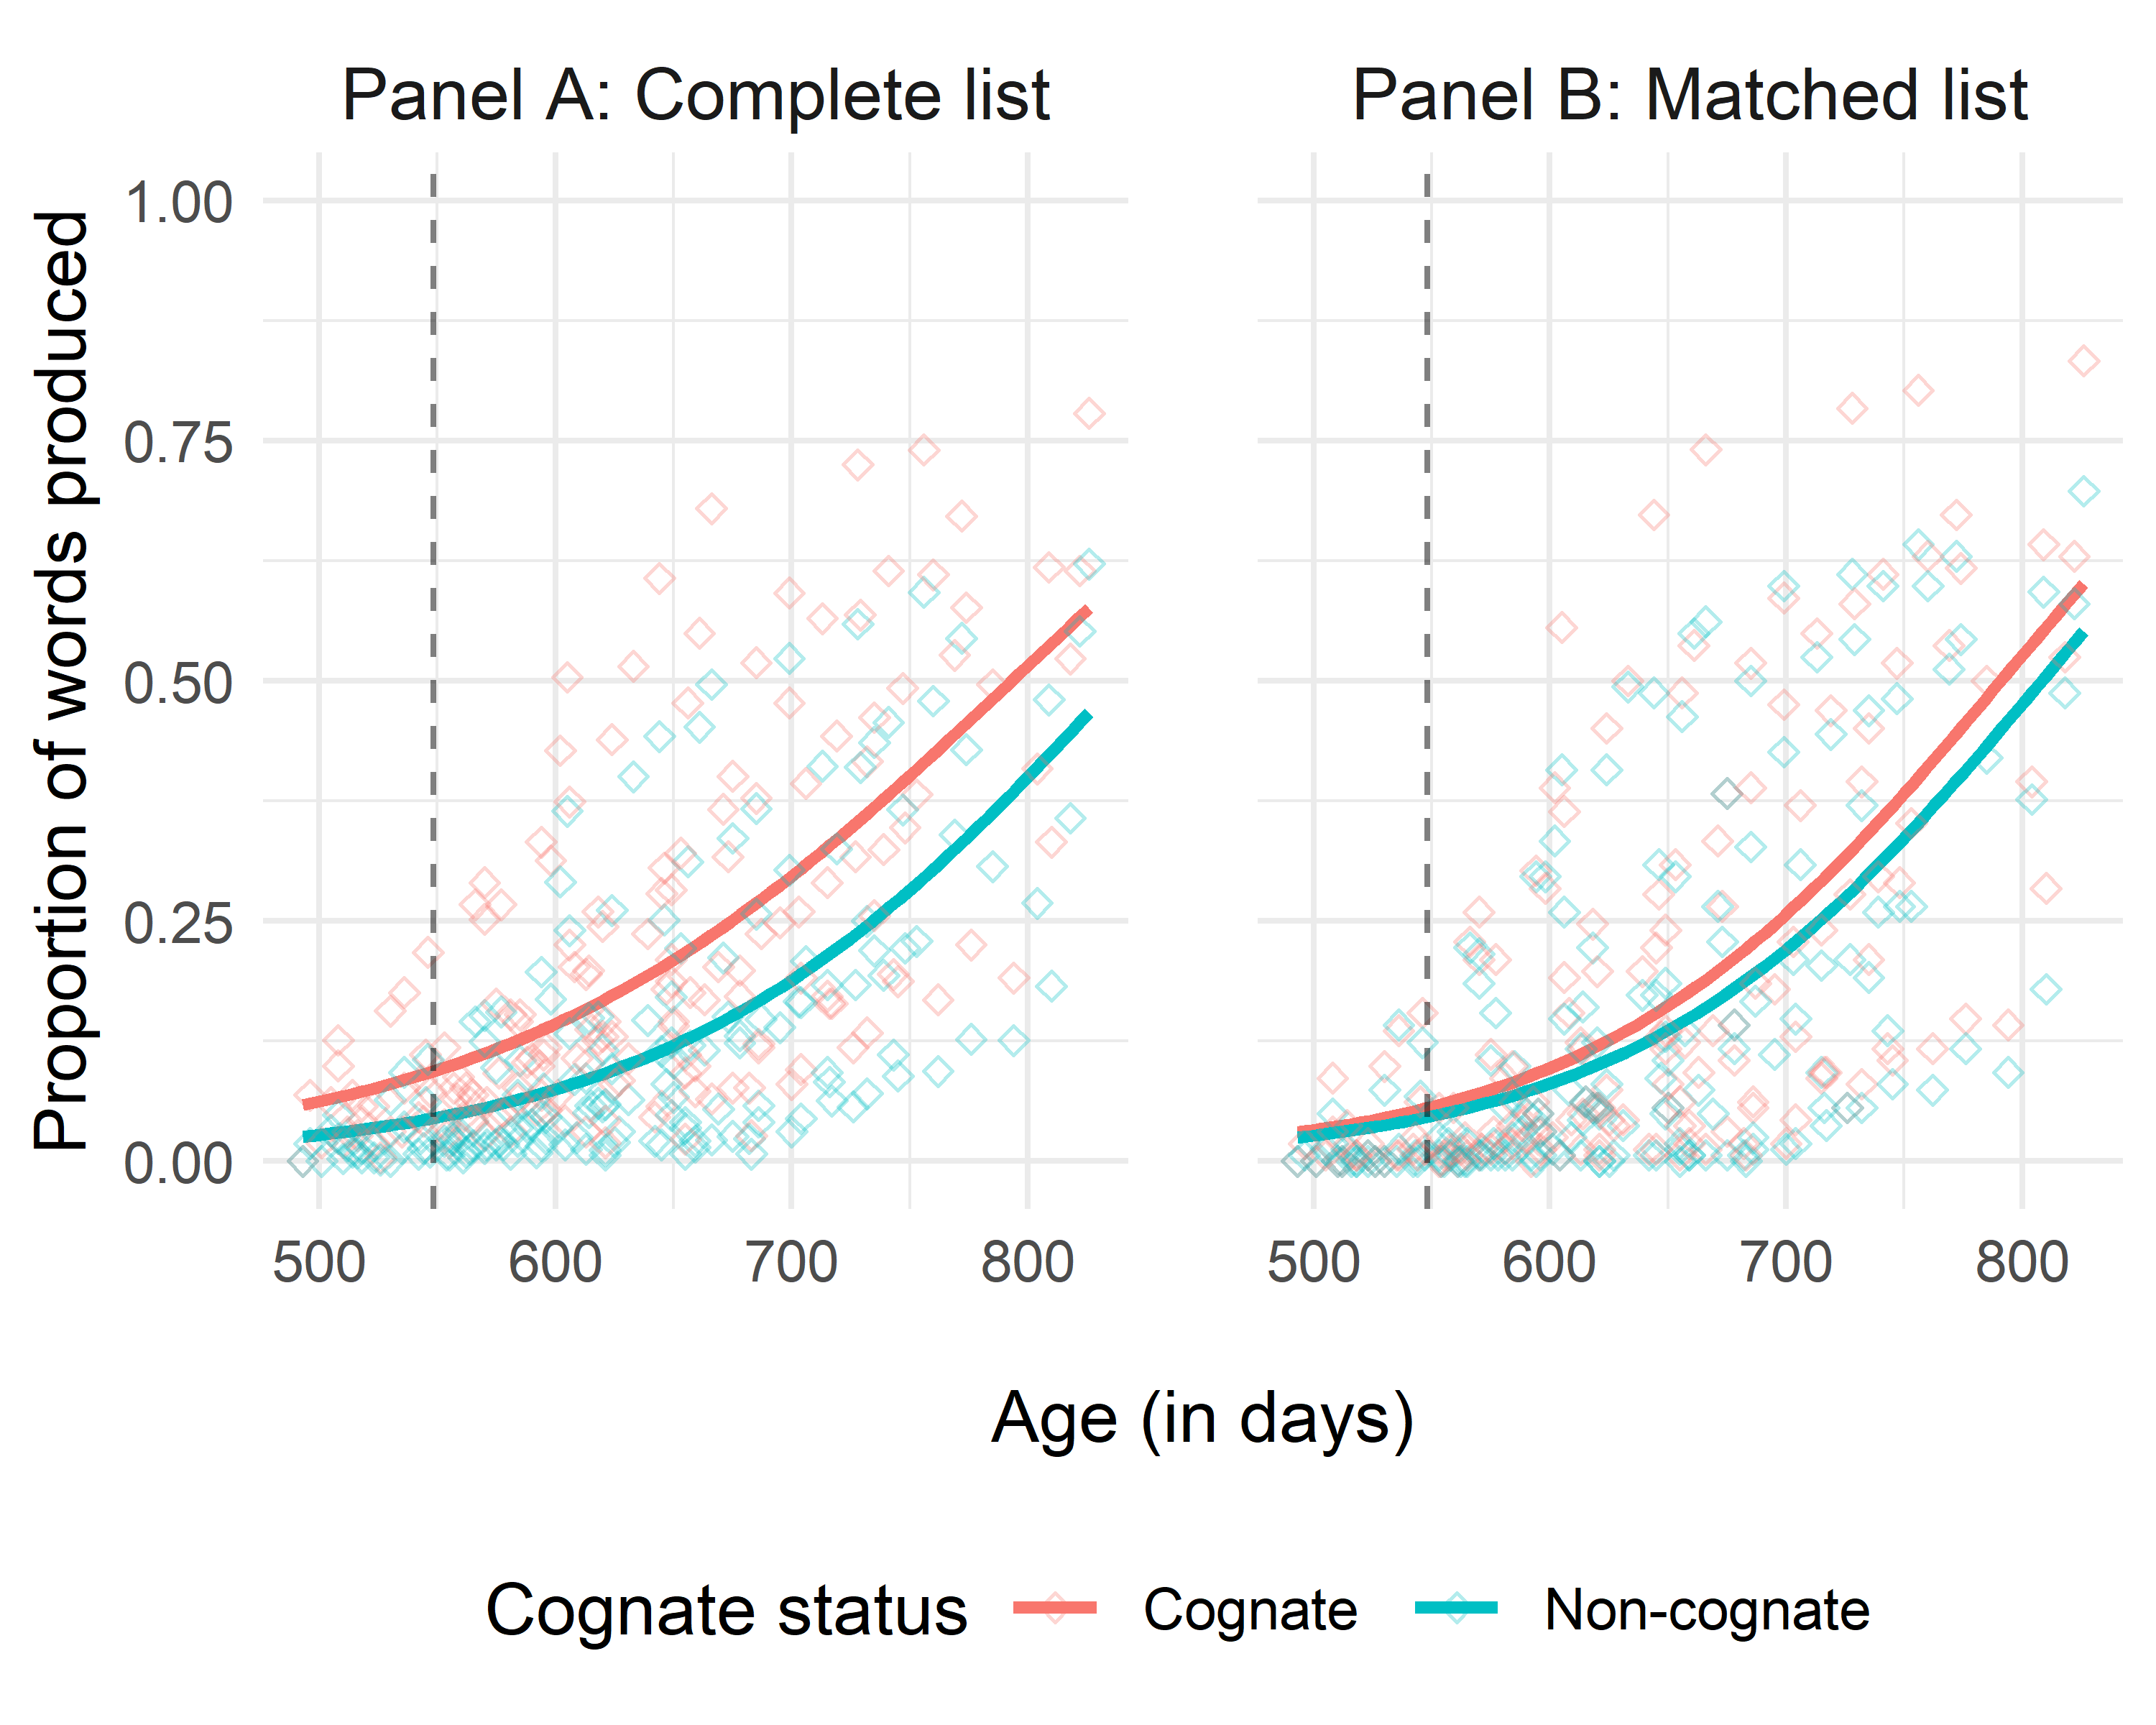 Panel A: Complete list
Panel B: Matched list
Proportion of words produced
1.00
0.75
0.50
0.25
0.00
500 600 700 800
500 600 700 800
Age (in days)
Cognate status Cognate Non-cognate